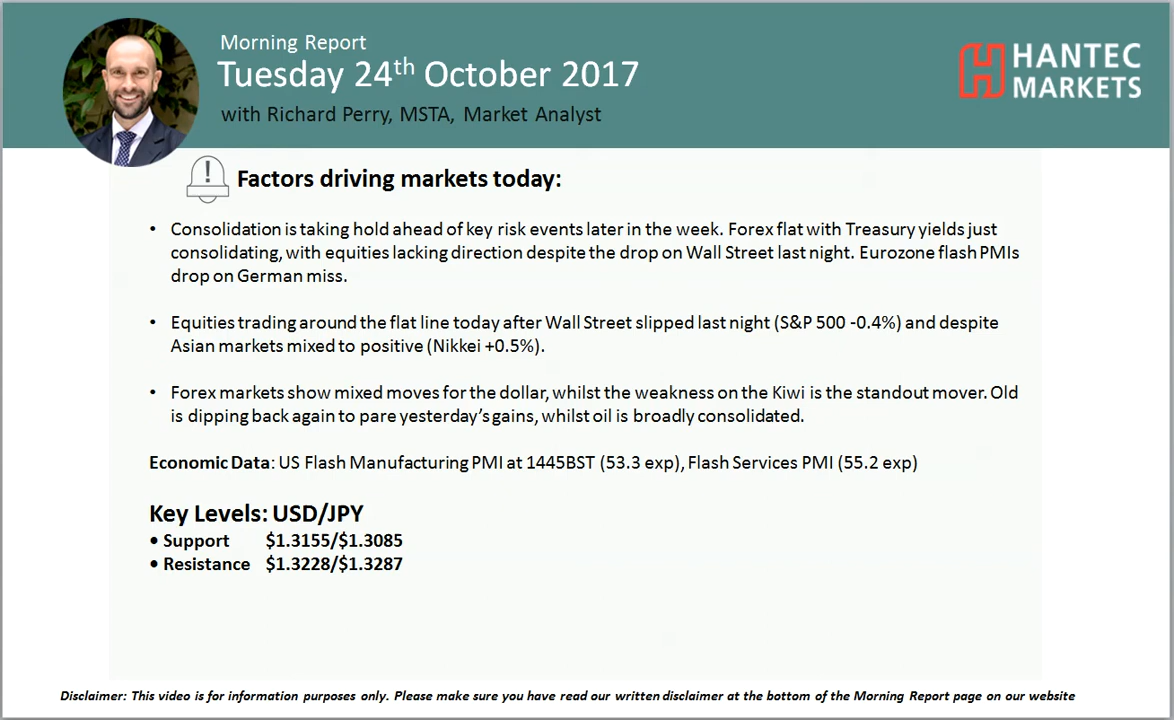 Morning Report
Tuesday 24th October 2017
with Richard Perry, MSTA, Market Analyst
HANTEC
MARKETS
!
Factors driving markets today:
• Consolidation is taking hold ahead of key risk events later in the week. Forex flat with Treasury yields just
consolidating, with equities lacking direction despite the drop on Wall Street last night. Eurozone flash PMIs
drop on German miss.
• Equities trading around the flat line today after Wall Street slipped last night (S&P 500 -0.4%) and despite
Asian markets mixed to positive (Nikkei +0.5%).
• Forex markets show mixed moves for the dollar, whilst the weakness on the Kiwi is the standout mover. Old
is dipping back again to pare yesterday's gains, whilst oil is broadly consolidated.
Economic Data: US Flash Manufacturing PMI at 1445BST (53.3 exp), Flash Services PMI (55.2 exp)
Key Levels: USD/JPY
• Support $1.3155/$1.3085
• Resistance $1.3228/$1.3287
Disclaimer: This video is for information purposes only. Please make sure you have read our written disclaimer at the bottom of the Morning Report page on our website